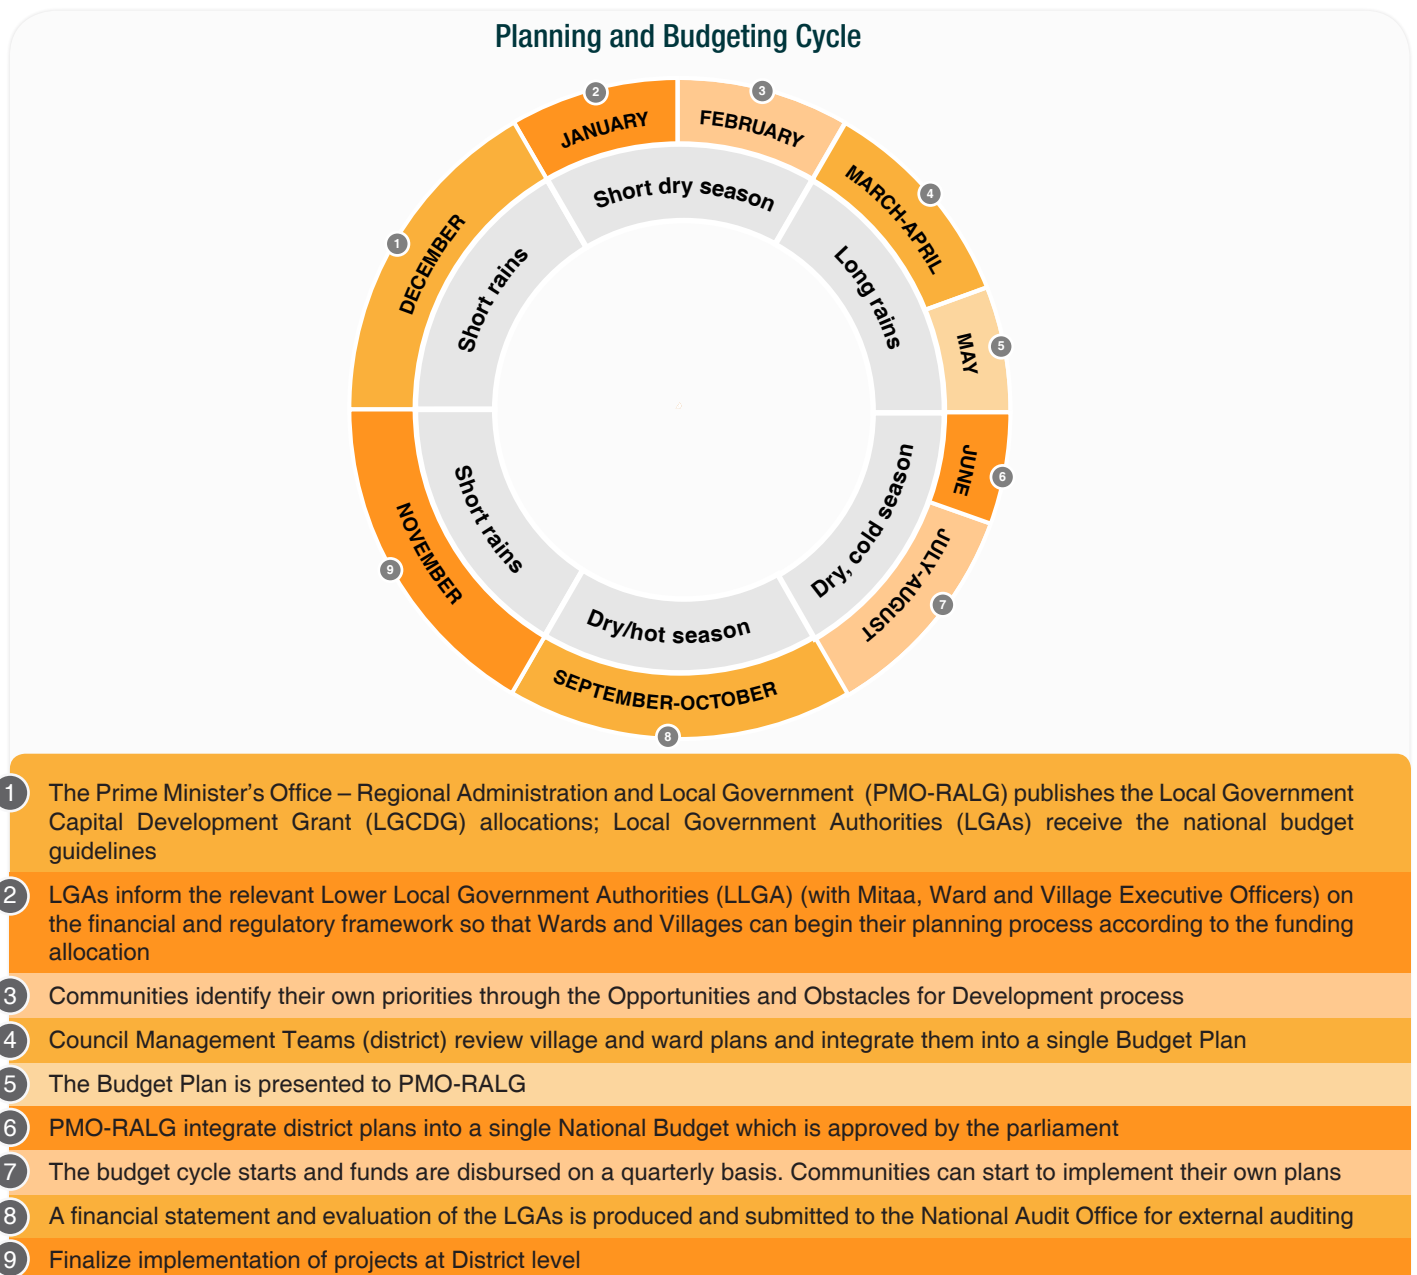 Planning and Budgeting Cycle
2
JANUARY
3
FEBRUARY
4
MARCH-APRIL
5
MAY
6
JUNE
7
JULY-AUGUST
8
SEPTEMBER-OCTOBER
9
NOVEMBER
1
DECEMBER
Short dry season
Long rains
Dry, cold season
Dry/hot season
Short rains
Short rains
1 The Prime Minister’s Office – Regional Administration and Local Government (PMO-RALG) publishes the Local Government
Capital Development Grant (LGCDG) allocations; Local Government Authorities (LGAs) receive the national budget
guidelines
2 LGAs inform the relevant Lower Local Government Authorities (LLGA) (with Mitaa, Ward and Village Executive Officers) on
the financial and regulatory framework so that Wards and Villages can begin their planning process according to the funding
allocation
3 Communities identify their own priorities through the Opportunities and Obstacles for Development process
4 Council Management Teams (district) review village and ward plans and integrate them into a single Budget Plan
5 The Budget Plan is presented to PMO-RALG
6 PMO-RALG integrate district plans into a single National Budget which is approved by the parliament
7 The budget cycle starts and funds are disbursed on a quarterly basis. Communities can start to implement their own plans
8 A financial statement and evaluation of the LGAs is produced and submitted to the National Audit Office for external auditing
9 Finalize implementation of projects at District level